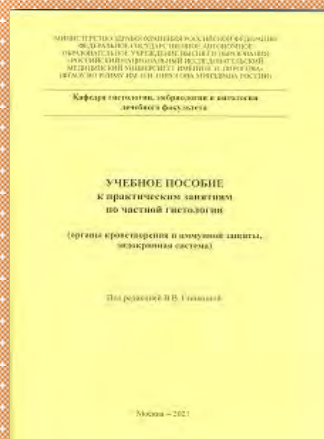 МИНИСТЕРСТВО ЗДРАВООХРАНЕНИЯ РОССИЙСКОЙ ФЕДЕРАЦИИ
ФЕДЕРАЛЬНОЕ ГОСУДАРСТВЕННОЕ АВТОНОМНОЕ
ОБРАЗОВАТЕЛЬНОЕ УЧРЕЖДЕНИЕ ВЫСШЕГО ОБРАЗОВАНИЯ
«РОССИЙСКИЙ НАЦИОНАЛЬНЫЙ ИССЛЕДОВАТЕЛЬСКИЙ
МЕДИЦИНСКИЙ УНИВЕРСИТЕТ ИМЕНИ Н.И. ПИРОГОВА»
Кафедра гистологии, эмбриологии и цитологии
лечебного факультета
УЧЕБНОЕ ПОСОБИЕ
к практическим занятиям
по частной гистологии
(органы кроветворения и иммунной защиты,
эндокринная система)
Под редакцией В.В.
Москва – 2021